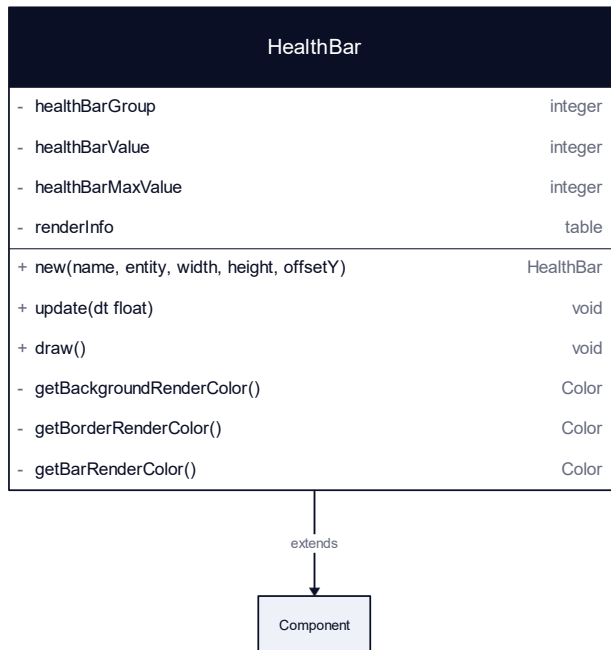 HealthBar
- healthBarGroup integer
- healthBarValue integer
- healthBarMaxValue integer
- renderInfo table
+ new(name, entity, width, height, offsetY) HealthBar
+ update(dt float) void
+ draw() void
- getBackgroundRenderColor() Color
- getBorderRenderColor() Color
- getBarRenderColor() Color
extends
Component